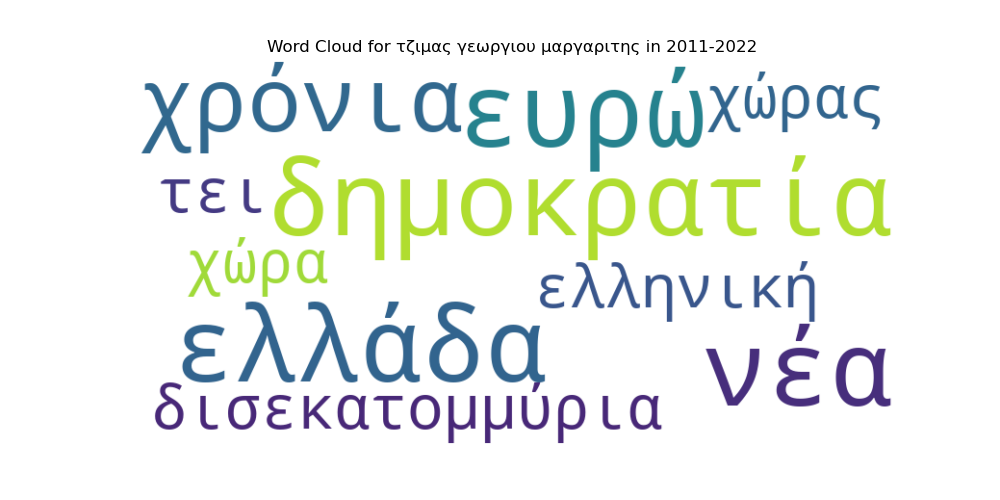 Word Cloud for τζιμας γεωργιου μαργαριτης in 2011-2022
χρόνια ευρώ χώρας
τει δημοκρατία
χώρα ελληνική
ελλάδα νέα
δισεκατομμύρια